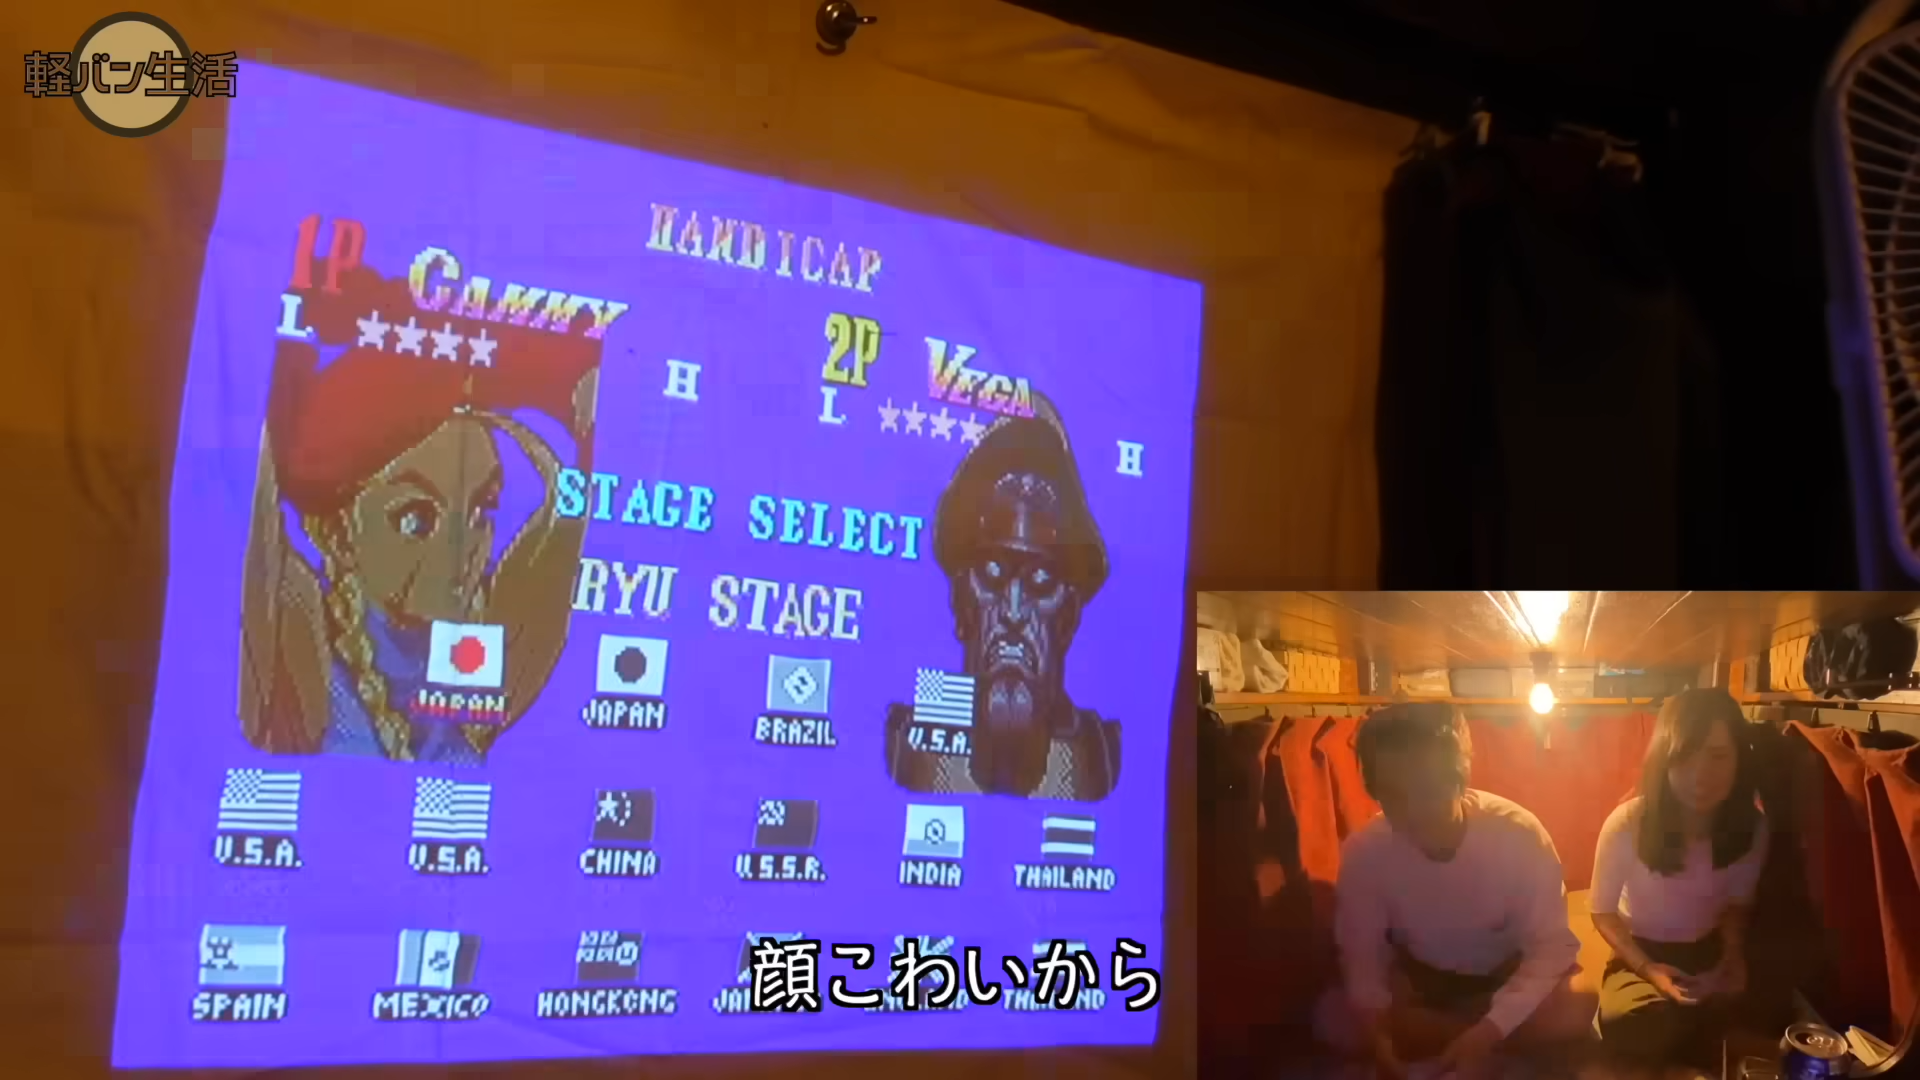 軽バン生活
HANDICAP
1P CAMMY
L ★★★★ H
2P VEGA
L ★★★★ H
STAGE SELECT
RYU STAGE
JAPAN JAPAN BRAZIL U.S.A.
U.S.A. U.S.A. CHINA U.S.S.R. INDIA THAILAND
SPAIN MEXICO HONGKONG THAILAND
顔こわいから